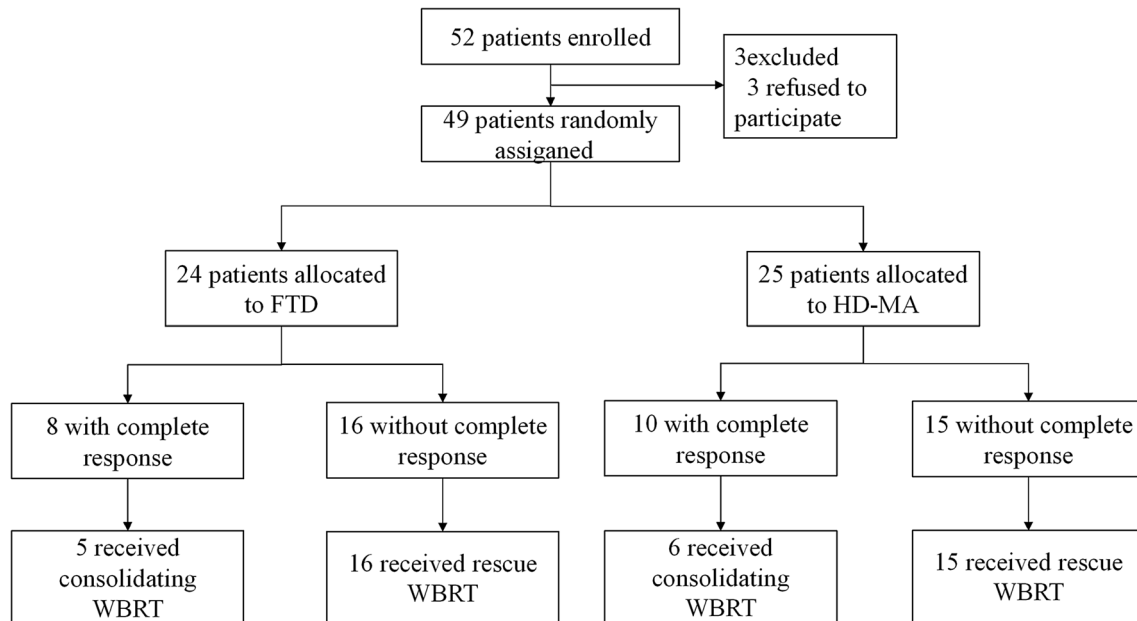 52 patients enrolled
3excluded
3 refused to
participate
49 patients randomly
assiganed
24 patients allocated
to FTD
25 patients allocated
to HD-MA
8 with complete
response
16 without complete
response
10 with complete
response
15 without complete
response
5 received
consolidating
WBRT
16 received rescue
WBRT
6 received
consolidating
WBRT
15 received rescue
WBRT